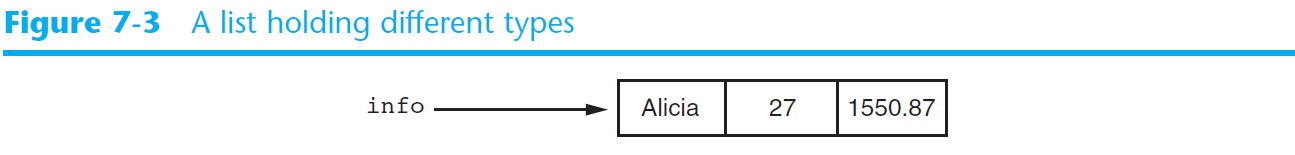 Figure 7-3 A list holding different types
info Alicia 27 1550.87